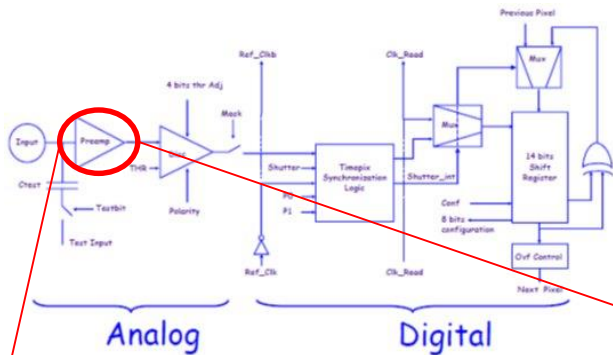 Previous Pixel
Ref_Clkb
Clk_Read
Mux
4 bits thr Adj
Mask
Mux
Input
Preamp
Disc
14 bits
Shift
Register
Shutter
Timepix
Synchronization
Logic
THR
Ctest
Shutter_int
P0
P1
Conf
8 bits
configuration
Testbit
Polarity
Test Input
Ovf Control
Ref_Clk
Clk_Read
Next Pixel
Analog
Digital